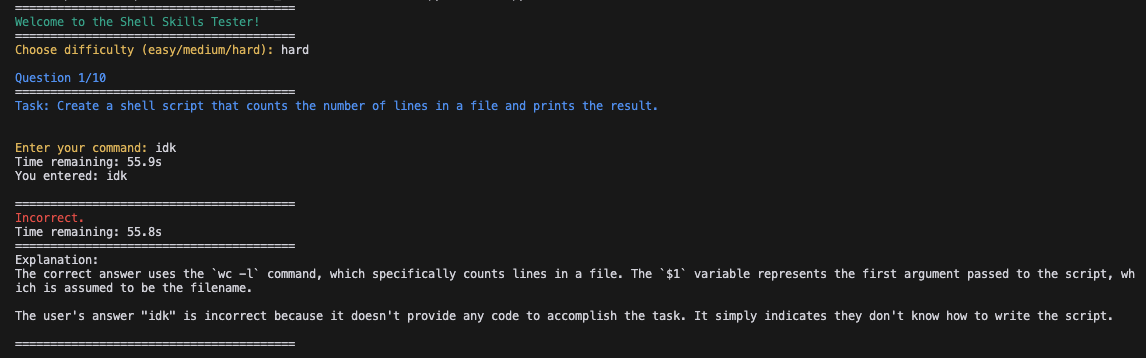 ========================================
Welcome to the Shell Skills Tester!
========================================
Choose difficulty (easy/medium/hard): hard
Question 1/10
========================================
Task: Create a shell script that counts the number of lines in a file and prints the result.
Enter your command: idk
Time remaining: 55.9s
You entered: idk
========================================
Incorrect.
Time remaining: 55.8s
========================================
Explanation:
The correct answer uses the `wc -l` command, which specifically counts lines in a file. The `$1` variable represents the first argument passed to the script, wh
ich is assumed to be the filename.
The user's answer "idk" is incorrect because it doesn't provide any code to accomplish the task. It simply indicates they don't know how to write the script.
========================================